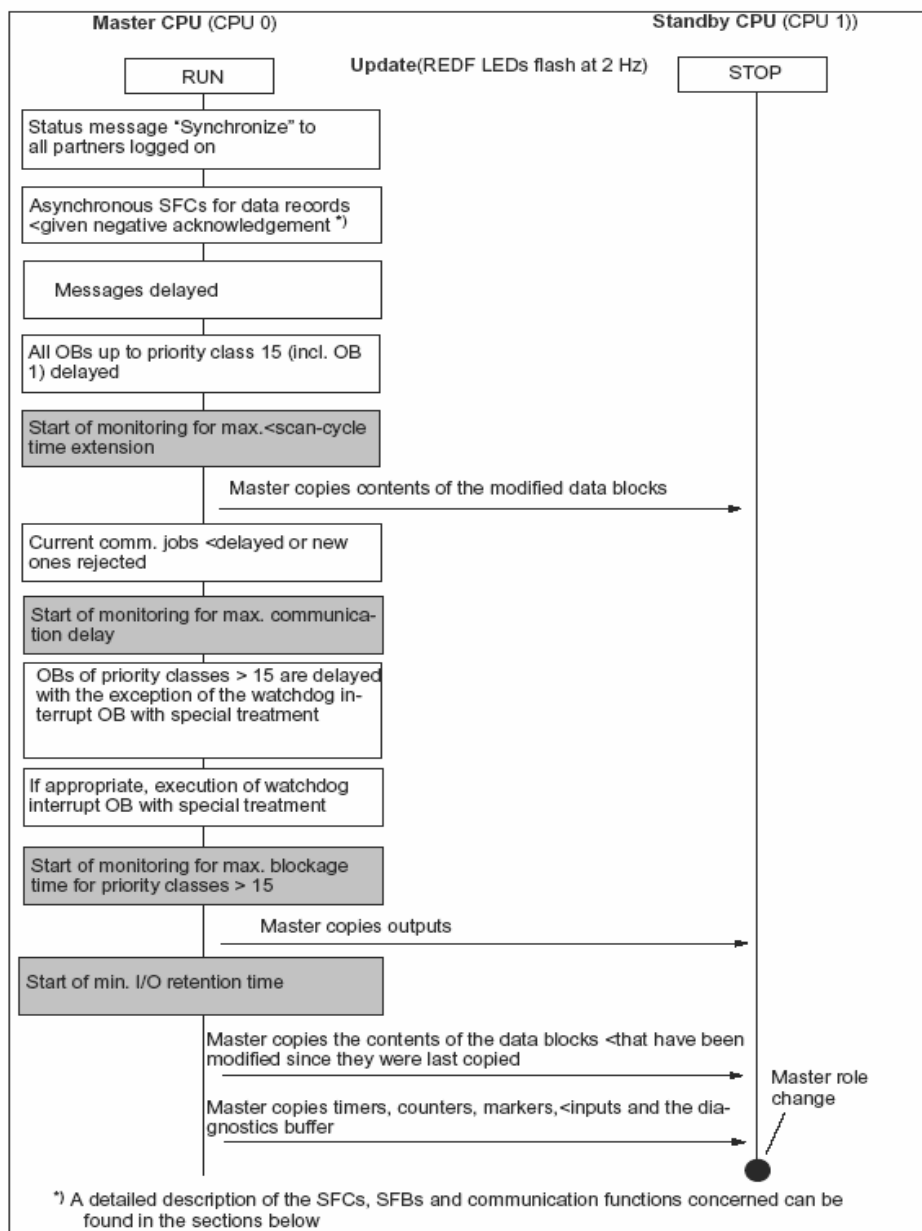 Master CPU (CPU 0)
Standby CPU (CPU 1))
Update(REDF LEDs flash at 2 Hz)
RUN
STOP
Status message "Synchronize" to
all partners logged on
Asynchronous SFCs for data records
<given negative acknowledgement *)
Messages delayed
All OBs up to priority class 15 (incl. OB
1) delayed
Start of monitoring for max.<scan-cycle
time extension
Master copies contents of the modified data blocks
Current comm. jobs <delayed or new
ones rejected
Start of monitoring for max. communica-
tion delay
OBs of priority classes > 15 are delayed
with the exception of the watchdog in-
terrupt OB with special treatment
If appropriate, execution of watchdog
interrupt OB with special treatment
Start of monitoring for max. blockage
time for priority classes > 15
Master copies outputs
Start of min. I/O retention time
Master copies the contents of the data blocks <that have been
modified since they were last copied
Master role
change
Master copies timers, counters, markers,<inputs and the dia-
gnostics buffer
*) A detailed description of the SFCs, SFBs and communication functions concerned can be
found in the sections below